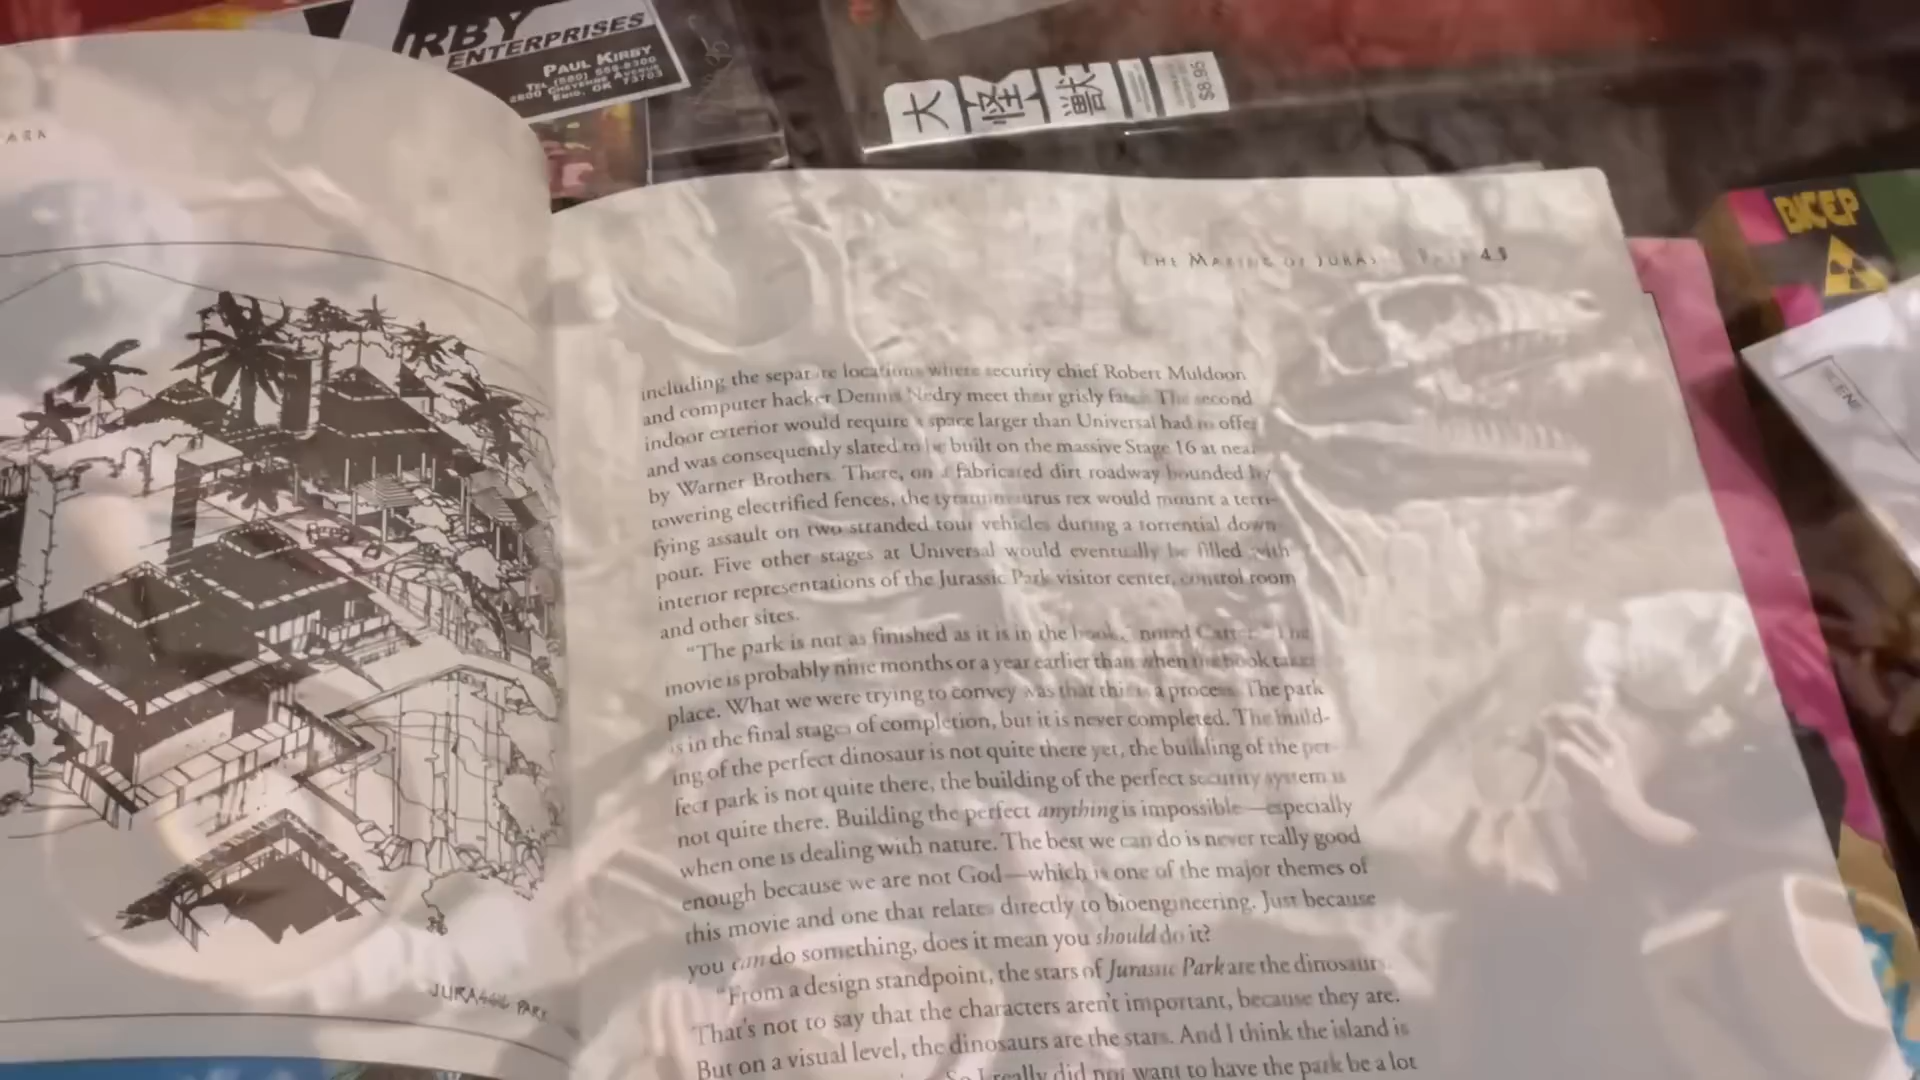 KIRBY
ENTERPRISES
PAUL KIRBY
ENID, OK 73703
大怪獣
$8.95
BICEP
THE MAKING OF JURASSIC PARK 43
including the separate locations where security chief Robert Muldoon
and computer hacker Dennis Nedry meet their grisly fates. The second
indoor exterior would require a space larger than Universal had to offer
and was consequently slated to be built on the massive Stage 16 at near
by Warner Brothers. There, on a fabricated dirt roadway bounded by
towering electrified fences, the tyrannosaurus rex would mount a terri-
fying assault on two stranded tour vehicles during a torrential down-
pour. Five other stages at Universal would eventually be filled with
interior representations of the Jurassic Park visitor center, control room
and other sites.
"The park is not as finished as it is in the book," noted Carter. "The
movie is probably nine months or a year earlier than when the book takes
place. What we were trying to convey was that this is a process. The park
is in the final stages of completion, but it is never completed. The build-
ing of the perfect dinosaur is not quite there yet, the building of the per-
fect park is not quite there, the building of the perfect security system is
not quite there. Building the perfect anything is impossible—especially
when one is dealing with nature. The best we can do is never really good
enough because we are not God—which is one of the major themes of
this movie and one that relates directly to bioengineering. Just because
you can do something, does it mean you should do it?
"From a design standpoint, the stars of Jurassic Park are the dinosaurs.
That's not to say that the characters aren't important, because they are.
But on a visual level, the dinosaurs are the stars. And I think the island is
So I really did not want to have the park be a lot
JURASSIC PARK